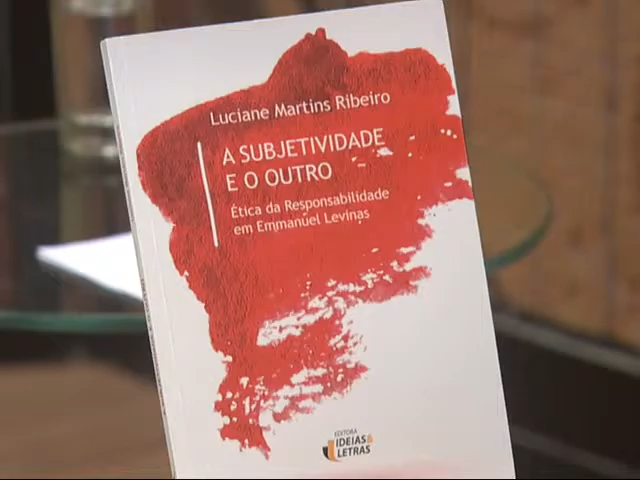 Luciane Martins Ribeiro
A SUBJETIVIDADE
E O OUTRO
Ética da Responsabilidade
em Emmanuel Levinas
EDITORA
IDEIAS&
LETRAS